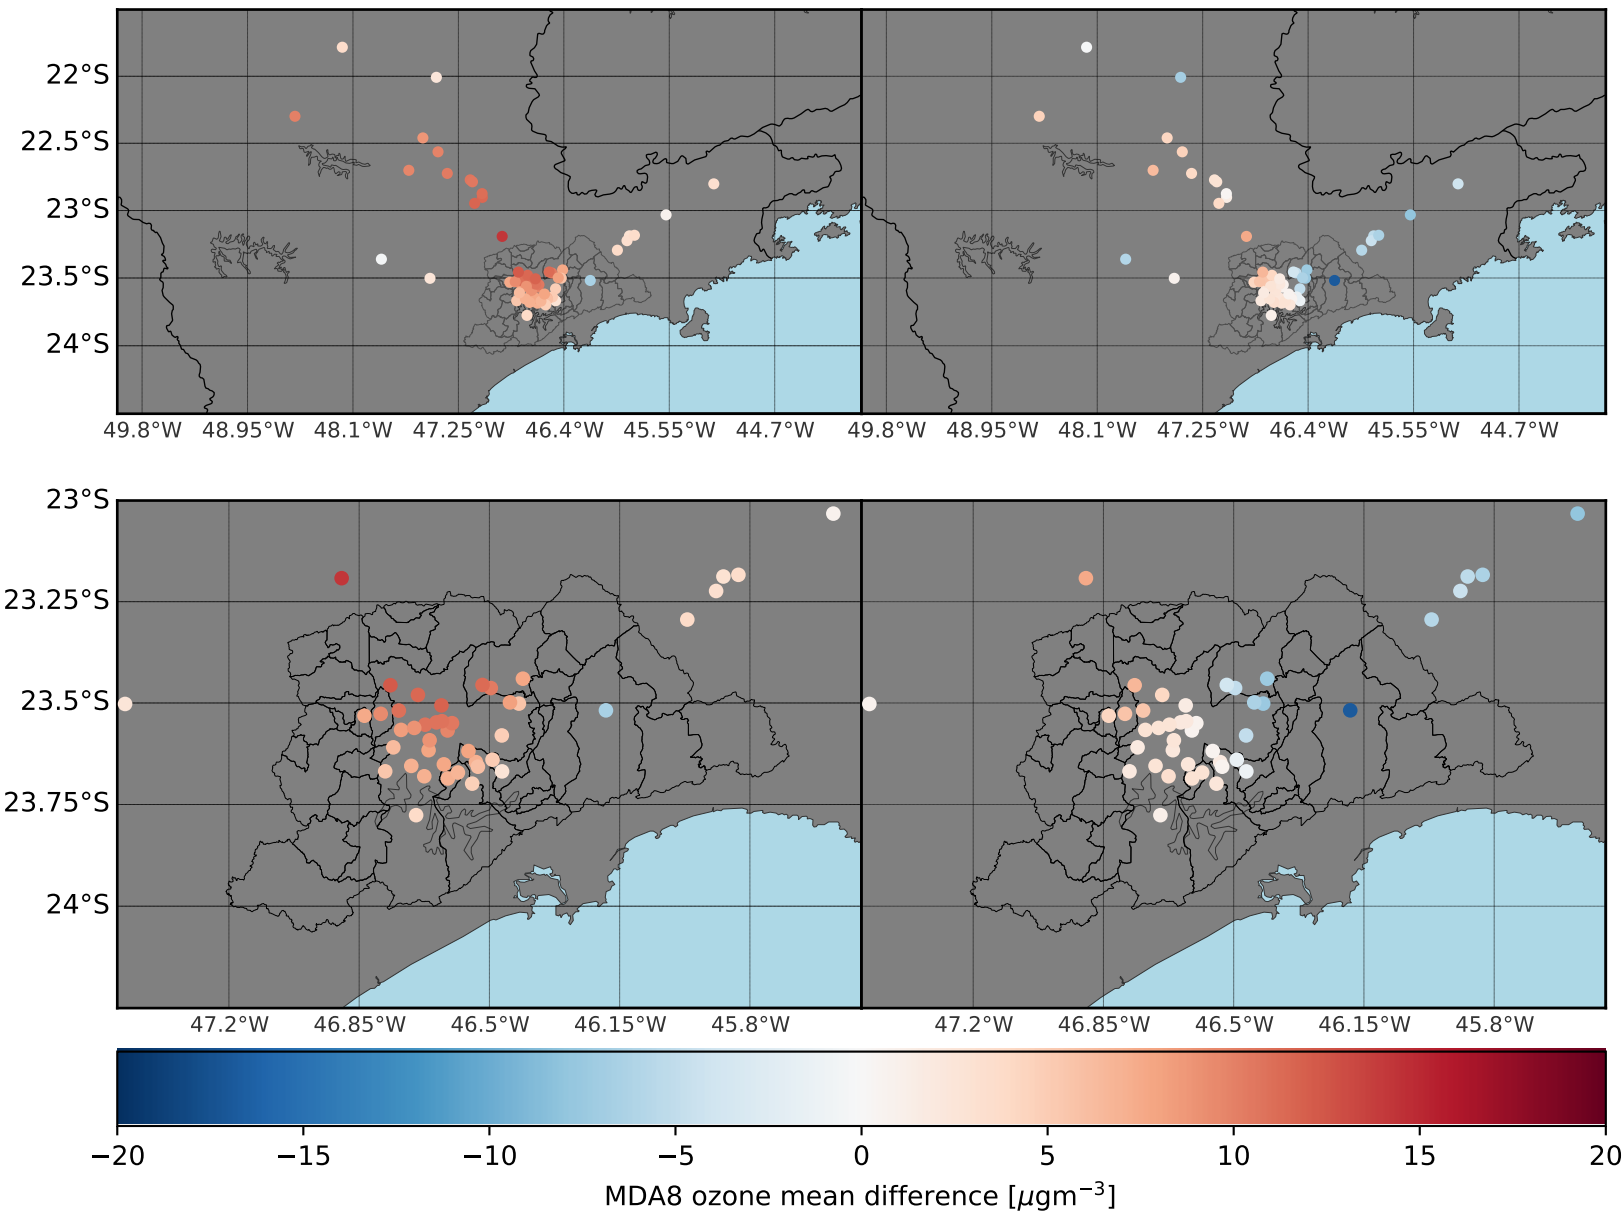 22°S
22.5°S
23°S
23.5°S
24°S
49.8°W 48.95°W 48.1°W 47.25°W 46.4°W 45.55°W 44.7°W 49.8°W 48.95°W 48.1°W 47.25°W 46.4°W 45.55°W 44.7°W
23°S
23.25°S
23.5°S
23.75°S
24°S
47.2°W 46.85°W 46.5°W 46.15°W 45.8°W 47.2°W 46.85°W 46.5°W 46.15°W 45.8°W
−20 −15 −10 −5 0 5 10 15 20
MDA8 ozone mean difference [μgm⁻³]